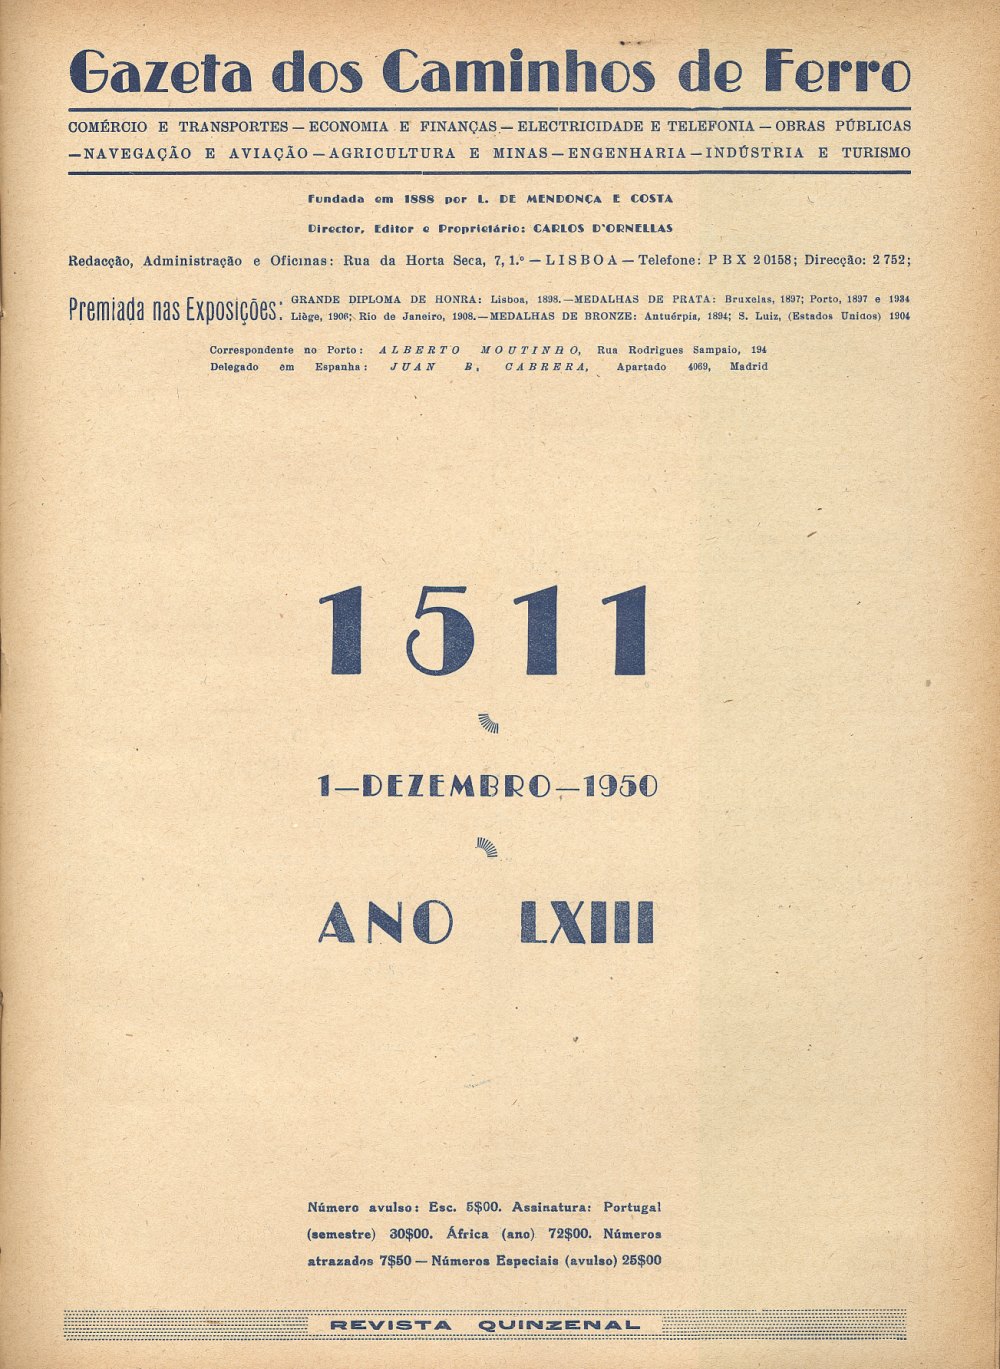 Gazeta dos Caminhos de Ferro
COMÉRCIO E TRANSPORTES — ECONOMIA E FINANÇAS — ELECTRICIDADE E TELEFONIA — OBRAS PÚBLICAS
—NAVEGAÇÃO E AVIAÇÃO — AGRICULTURA E MINAS — ENGENHARIA — INDÚSTRIA E TURISMO
Fundada em 1888 por L. DE MENDONÇA E COSTA
Director, Editor e Proprietário: CARLOS D'ORNELLAS
Redacção, Administração e Oficinas: Rua da Horta Seca, 7, 1.º — LISBOA — Telefone: PBX 20158; Direcção: 2 752;
Premiada nas Exposições:
GRANDE DIPLOMA DE HONRA: Lisboa, 1898.—MEDALHAS DE PRATA: Bruxelas, 1897; Porto, 1897 e 1934
Liège, 1906; Rio de Janeiro, 1908.—MEDALHAS DE BRONZE: Antuérpia, 1894; S. Luiz, (Estados Unidos) 1904
Correspondente no Porto: ALBERTO MOUTINHO, Rua Rodrigues Sampaio, 194
Delegado em Espanha: JUAN B. CABRERA, Apartado 4069, Madrid
1511
1—DEZEMBRO—1950
ANO LXIII
Número avulso: Esc. 5$00. Assinatura: Portugal
(semestre) 30$00. África (ano) 72$00. Números
atrazados 7$50 — Números Especiais (avulso) 25$00
REVISTA QUINZENAL